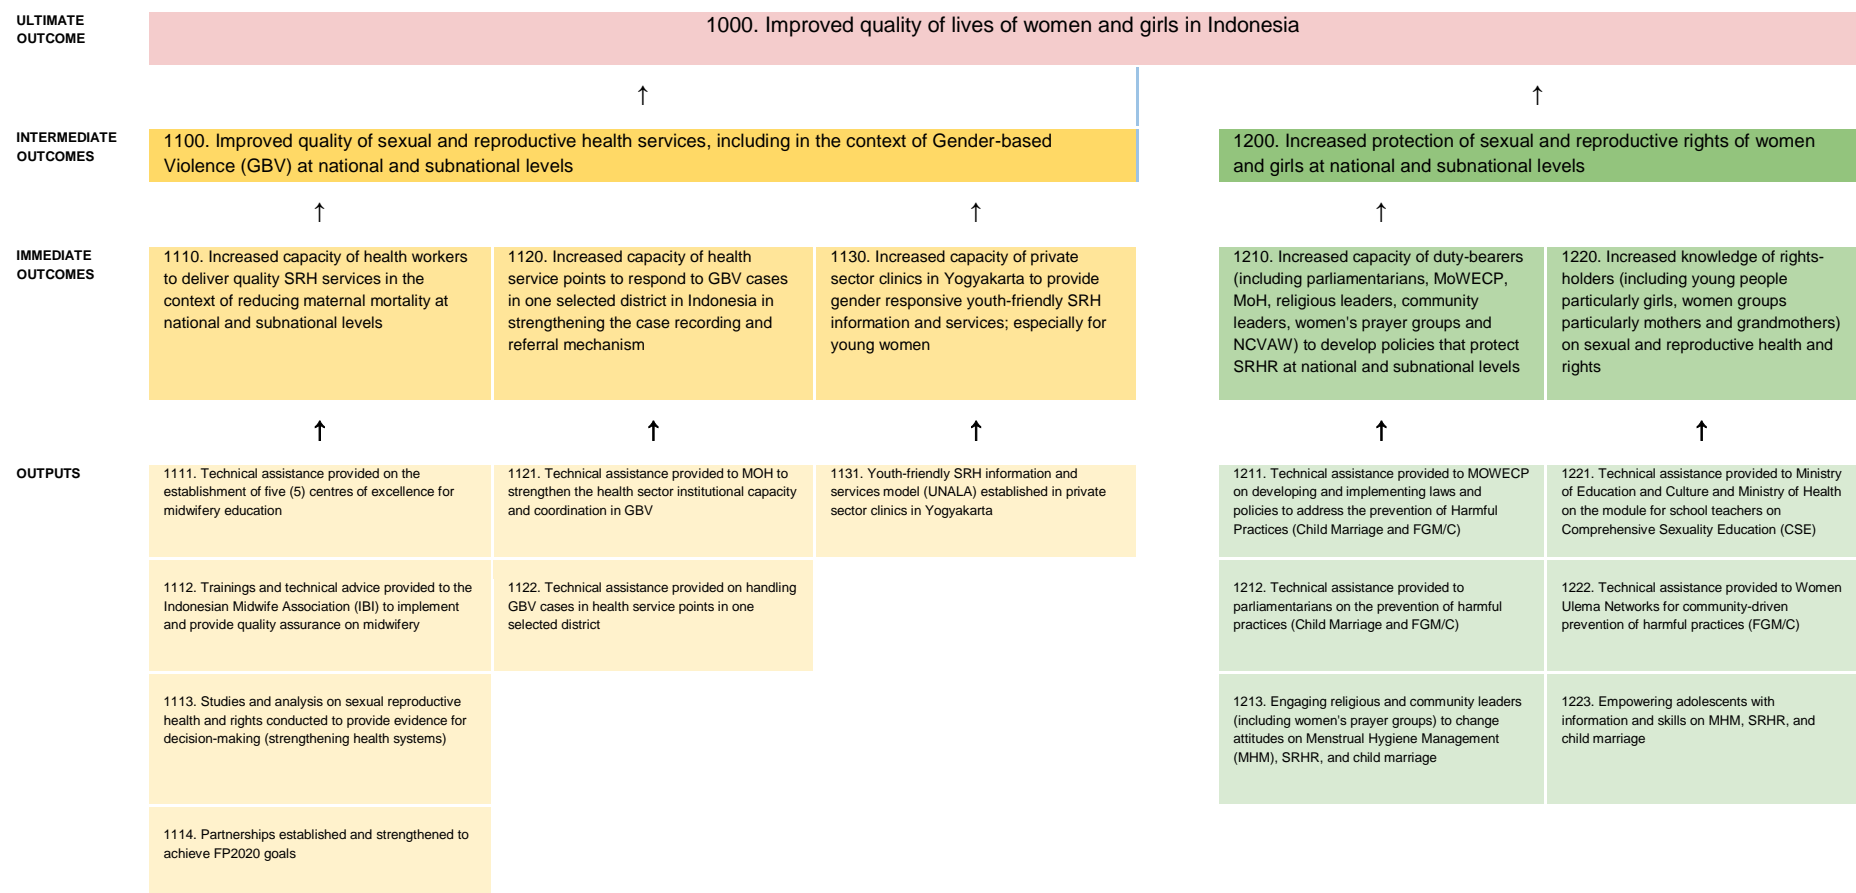 ULTIMATE
OUTCOME
1000. Improved quality of lives of women and girls in Indonesia
↑
↑
INTERMEDIATE
OUTCOMES
1100. Improved quality of sexual and reproductive health services, including in the context of Gender-based
Violence (GBV) at national and subnational levels
1200. Increased protection of sexual and reproductive rights of women
and girls at national and subnational levels
↑
↑
↑
IMMEDIATE
OUTCOMES
1110. Increased capacity of health workers
to deliver quality SRH services in the
context of reducing maternal mortality at
national and subnational levels
1120. Increased capacity of health
service points to respond to GBV cases
in one selected district in Indonesia in
strengthening the case recording and
referral mechanism
1130. Increased capacity of private
sector clinics in Yogyakarta to provide
gender responsive youth-friendly SRH
information and services; especially for
young women
1210. Increased capacity of duty-bearers
(including parliamentarians, MoWECP,
MoH, religious leaders, community
leaders, women's prayer groups and
NCVAW) to develop policies that protect
SRHR at national and subnational levels
1220. Increased knowledge of rights-
holders (including young people
particularly girls, women groups
particularly mothers and grandmothers)
on sexual and reproductive health and
rights
↑
↑
↑
↑
↑
OUTPUTS
1111. Technical assistance provided on the
establishment of five (5) centres of excellence for
midwifery education
1121. Technical assistance provided to MOH to
strengthen the health sector institutional capacity
and coordination in GBV
1131. Youth-friendly SRH information and
services model (UNALA) established in private
sector clinics in Yogyakarta
1211. Technical assistance provided to MOWECP
on developing and implementing laws and
policies to address the prevention of Harmful
Practices (Child Marriage and FGM/C)
1221. Technical assistance provided to Ministry
of Education and Culture and Ministry of Health
on the module for school teachers on
Comprehensive Sexuality Education (CSE)
1112. Trainings and technical advice provided to the
Indonesian Midwife Association (IBI) to implement
and provide quality assurance on midwifery
1122. Technical assistance provided on handling
GBV cases in health service points in one
selected district
1212. Technical assistance provided to
parliamentarians on the prevention of harmful
practices (Child Marriage and FGM/C)
1222. Technical assistance provided to Women
Ulema Networks for community-driven
prevention of harmful practices (FGM/C)
1113. Studies and analysis on sexual reproductive
health and rights conducted to provide evidence for
decision-making (strengthening health systems)
1213. Engaging religious and community leaders
(including women's prayer groups) to change
attitudes on Menstrual Hygiene Management
(MHM), SRHR, and child marriage
1223. Empowering adolescents with
information and skills on MHM, SRHR, and
child marriage
1114. Partnerships established and strengthened to
achieve FP2020 goals